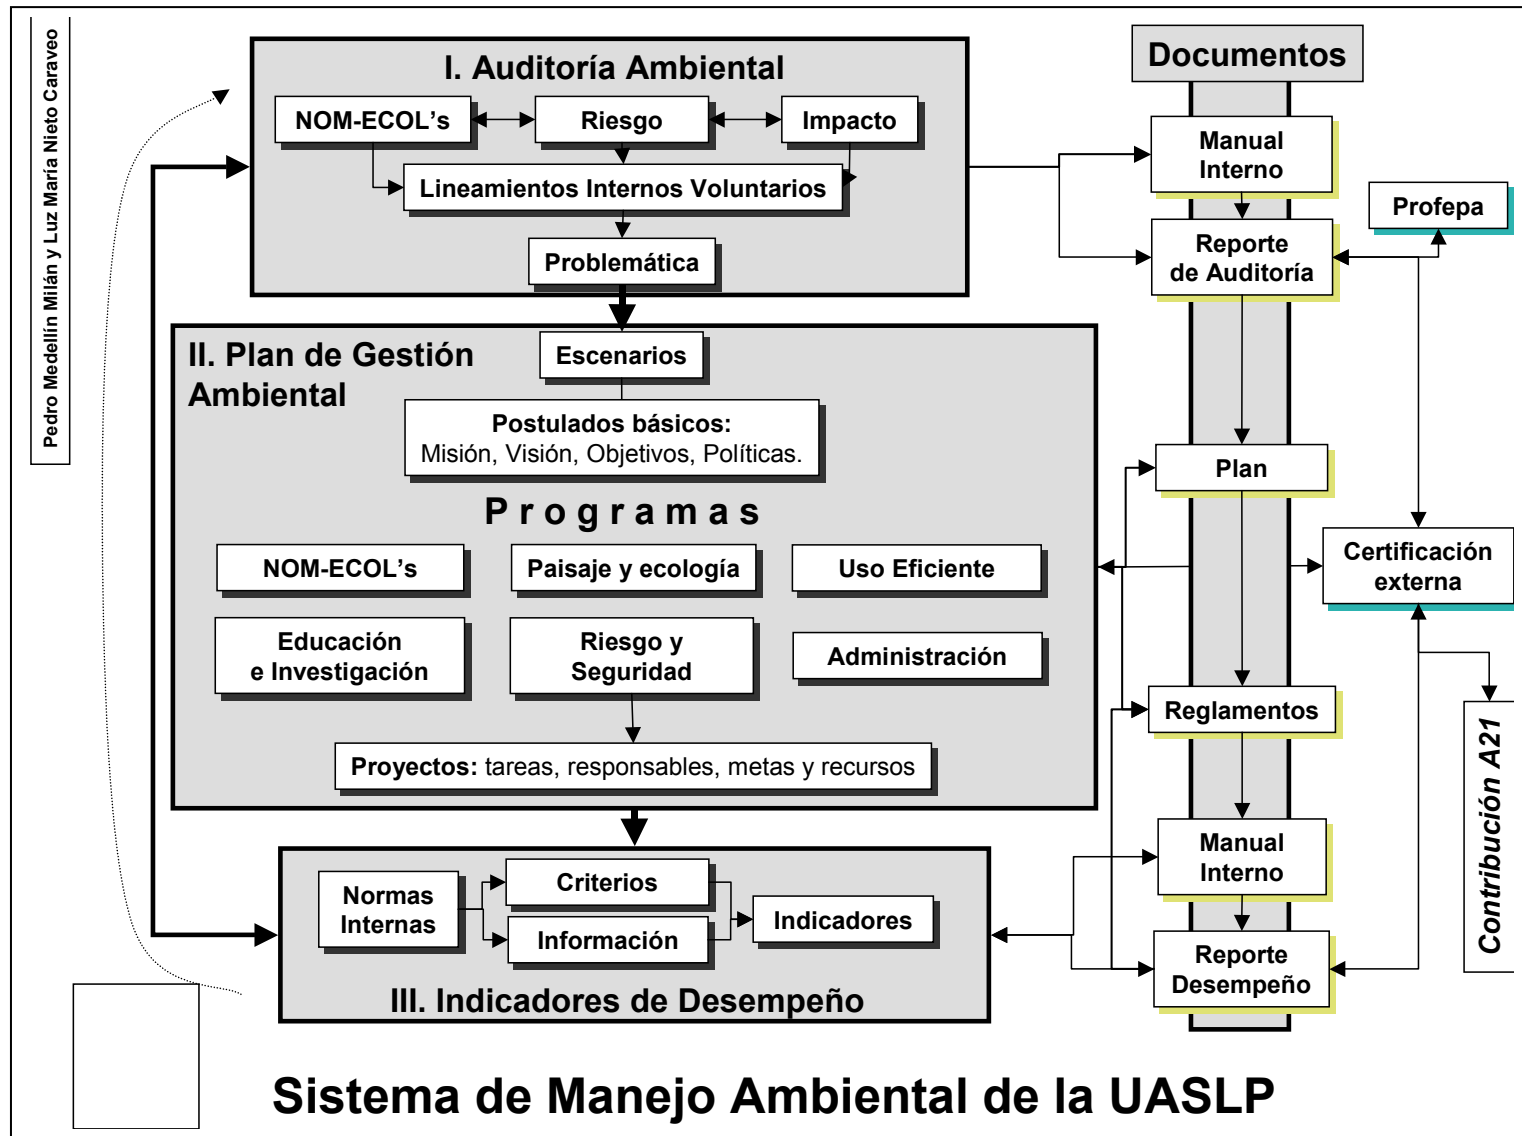 Pedro Medellín Milán y Luz María Nieto Caraveo
I. Auditoría Ambiental
NOM-ECOL's
Riesgo
Impacto
Lineamientos Internos Voluntarios
Problemática
II. Plan de Gestión
Ambiental
Escenarios
Postulados básicos:
Misión, Visión, Objetivos, Políticas.
Programas
NOM-ECOL's
Paisaje y ecología
Uso Eficiente
Educación
e Investigación
Riesgo y
Seguridad
Administración
Proyectos: tareas, responsables, metas y recursos
Normas
Internas
Criterios
Información
Indicadores
III. Indicadores de Desempeño
Documentos
Manual
Interno
Reporte
de Auditoría
Profepa
Plan
Certificación
externa
Reglamentos
Manual
Interno
Reporte
Desempeño
Contribución A21
Sistema de Manejo Ambiental de la UASLP